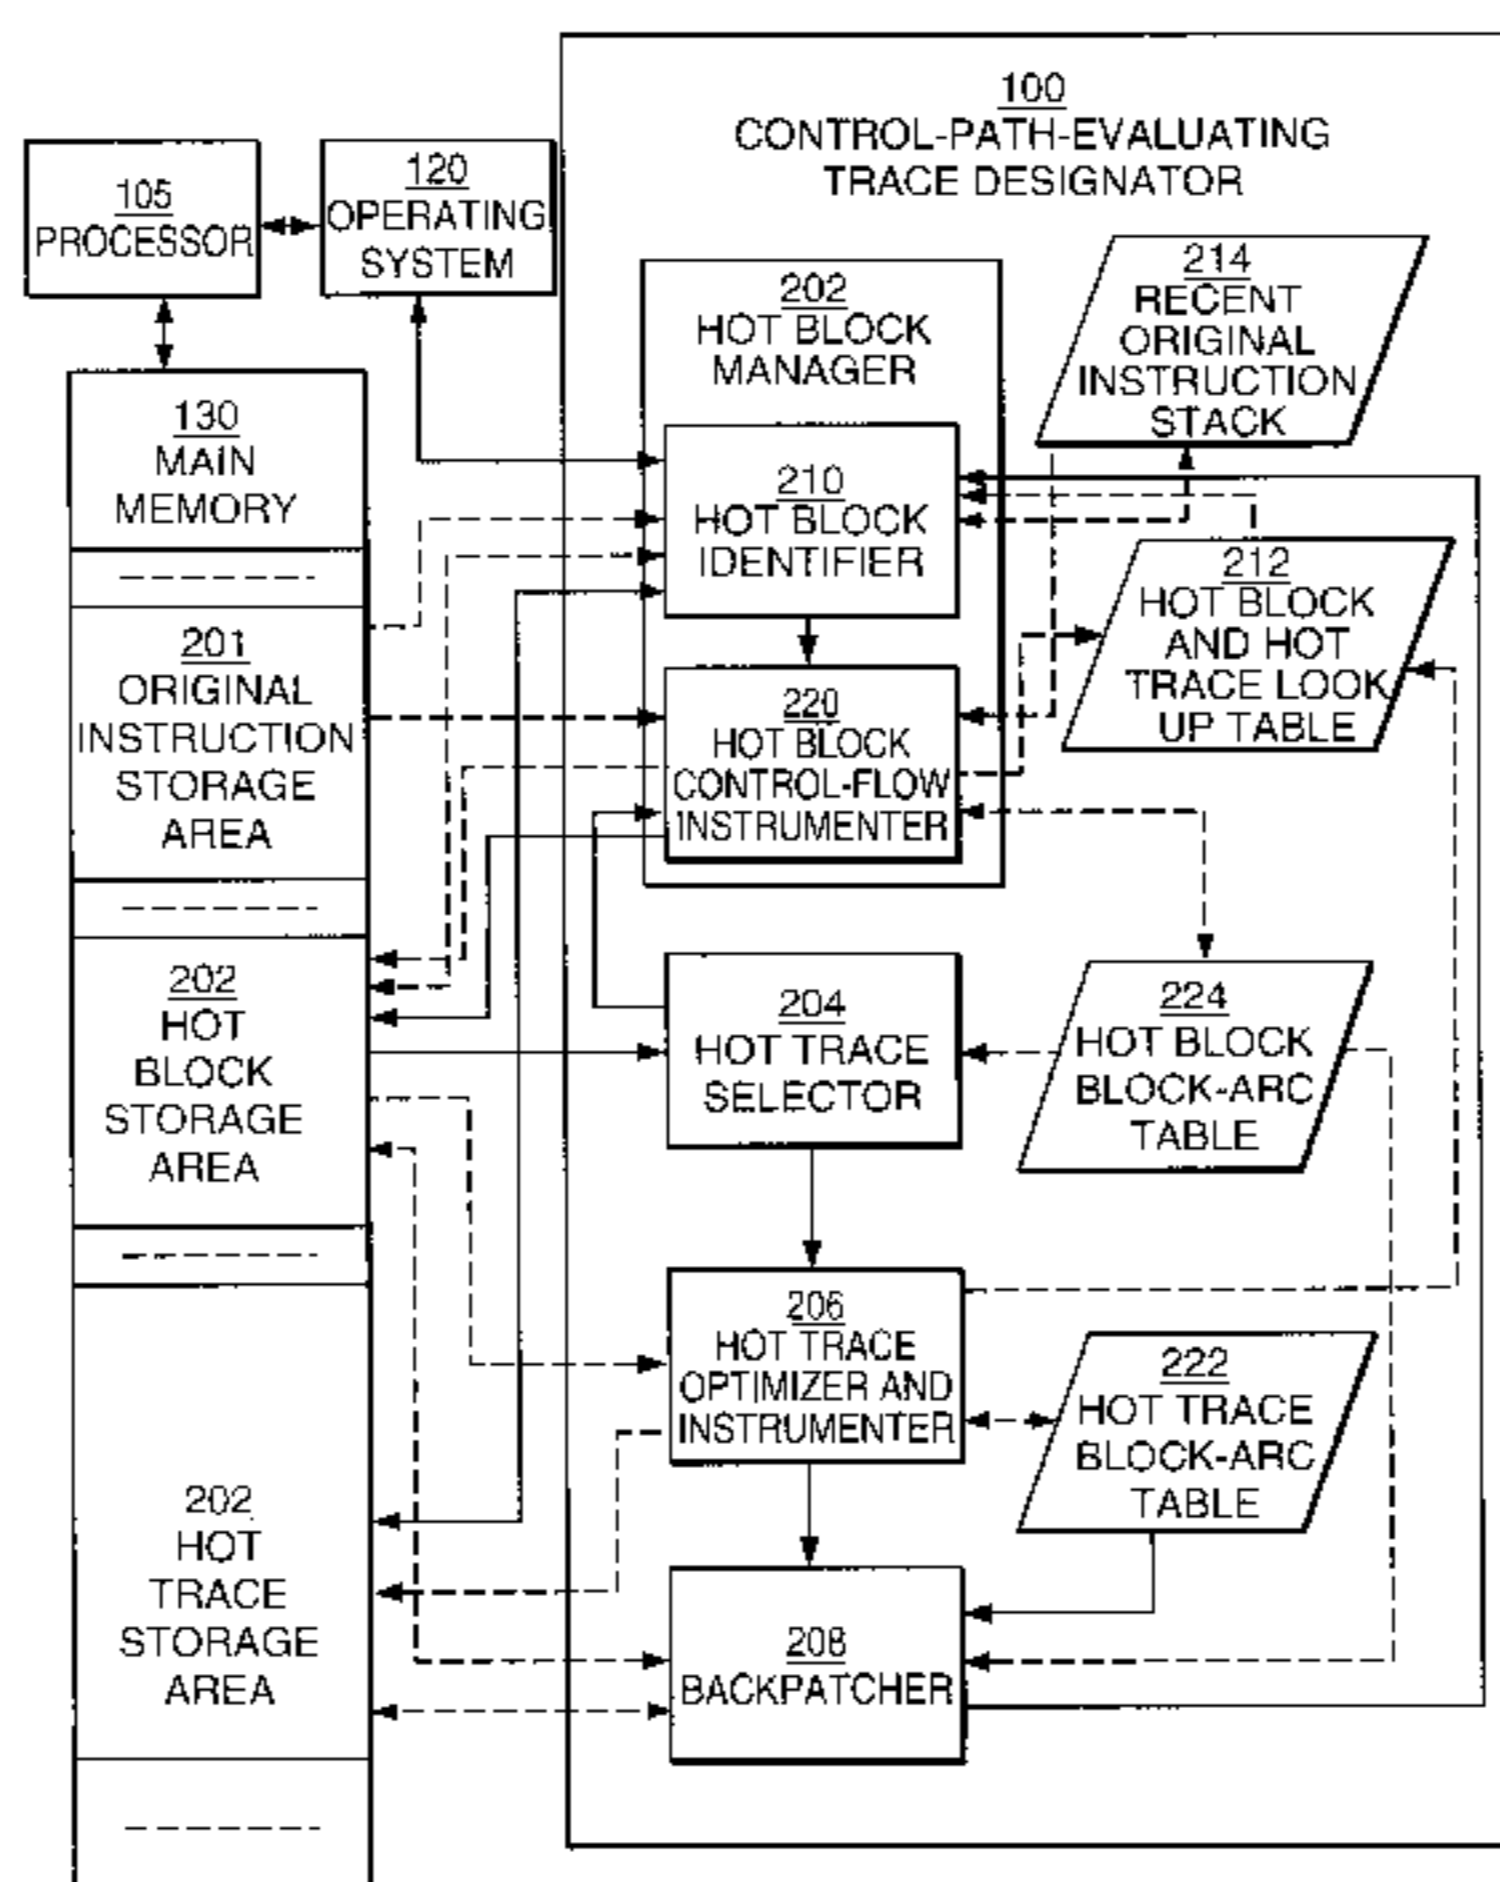 100
CONTROL-PATH-EVALUATING
TRACE DESIGNATOR
105
PROCESSOR
120
OPERATING
SYSTEM
130
MAIN
MEMORY
201
ORIGINAL
INSTRUCTION
STORAGE
AREA
202
HOT
BLOCK
STORAGE
AREA
202
HOT
TRACE
STORAGE
AREA
202
HOT BLOCK
MANAGER
210
HOT BLOCK
IDENTIFIER
220
HOT BLOCK
CONTROL-FLOW
INSTRUMENTER
204
HOT TRACE
SELECTOR
206
HOT TRACE
OPTIMIZER AND
INSTRUMENTER
208
BACKPATCHER
214
RECENT
ORIGINAL
INSTRUCTION
STACK
212
HOT BLOCK
AND HOT
TRACE LOOK
UP TABLE
224
HOT BLOCK
BLOCK-ARC
TABLE
222
HOT TRACE
BLOCK-ARC
TABLE